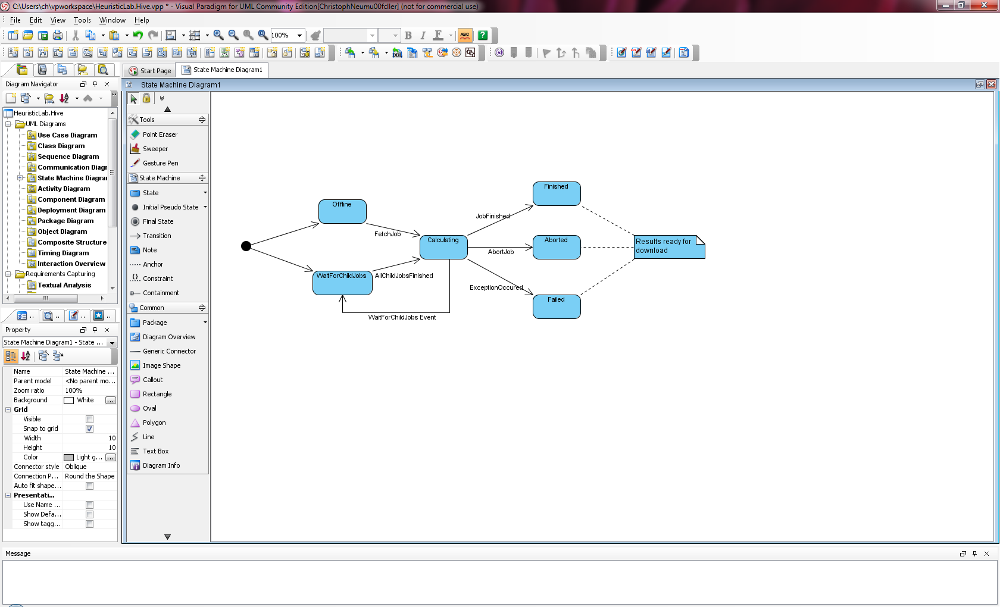 C:\Users\ch\vpworkspace\HeuristicLab.Hive.vpp * - Visual Paradigm for UML Community Edition[ChristophNeumu00fcller] (not for commercial use)
File Edit View Tools Window Help
100% B I F ABC ?
DDL
Start Page State Machine Diagram1
Diagram Navigator
HeuristicLab.Hive
UML Diagrams
Use Case Diagram
Class Diagram
Sequence Diagram
Communication Diagr
State Machine Diagrar
Activity Diagram
Component Diagram
Deployment Diagram
Package Diagram
Object Diagram
Composite Structure
Timing Diagram
Interaction Overview
Requirements Capturing
Textual Analysis
Property
State Machine Diagram1 - State ...
Name State Machine ...
Parent model <No parent mo...
Zoom ratio 100%
Background White ...
Grid
Visible
Snap to grid
Width 10
Height 10
Color Light g... ...
Connector style Oblique
Connection P... Round the Shape
Auto fit shape...
Presentati...
Use Name ...
Show Defa...
Show tagg...
State Machine Diagram1
Tools
Point Eraser
Sweeper
Gesture Pen
State Machine
State
Initial Pseudo State
Final State
Transition
Note
Anchor
Constraint
Containment
Common
Package
Diagram Overview
Generic Connector
Image Shape
Callout
Rectangle
Oval
Polygon
Line
Text Box
Diagram Info
Finished
Offline
JobFinished
FetchJob
Calculating
Aborted
Results ready for
download
AbortJob
WaitForChildJobs
AllChildJobsFinished
ExceptionOccured
Failed
WaitForChildJobs Event
Message